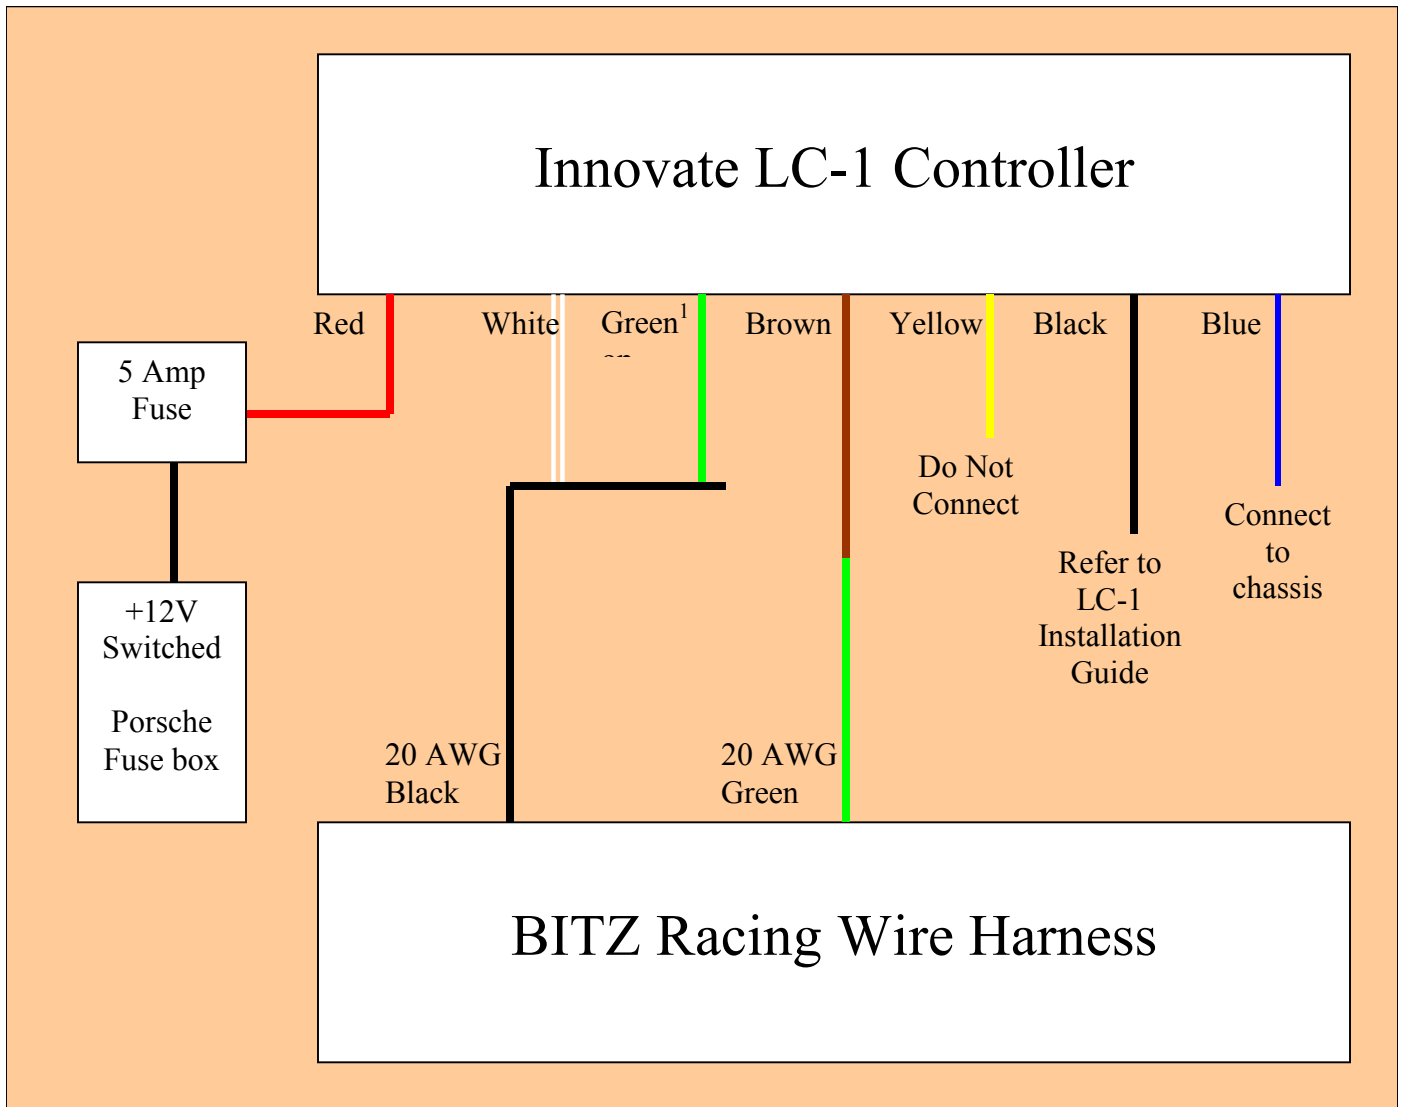 Innovate LC-1 Controller
Red
White
Green1
Brown
Yellow
Black
Blue
5 Amp
Fuse
Do Not
Connect
Connect
to
chassis
Refer to
LC-1
Installation
Guide
+12V
Switched
Porsche
Fuse box
20 AWG
Black
20 AWG
Green
BITZ Racing Wire Harness